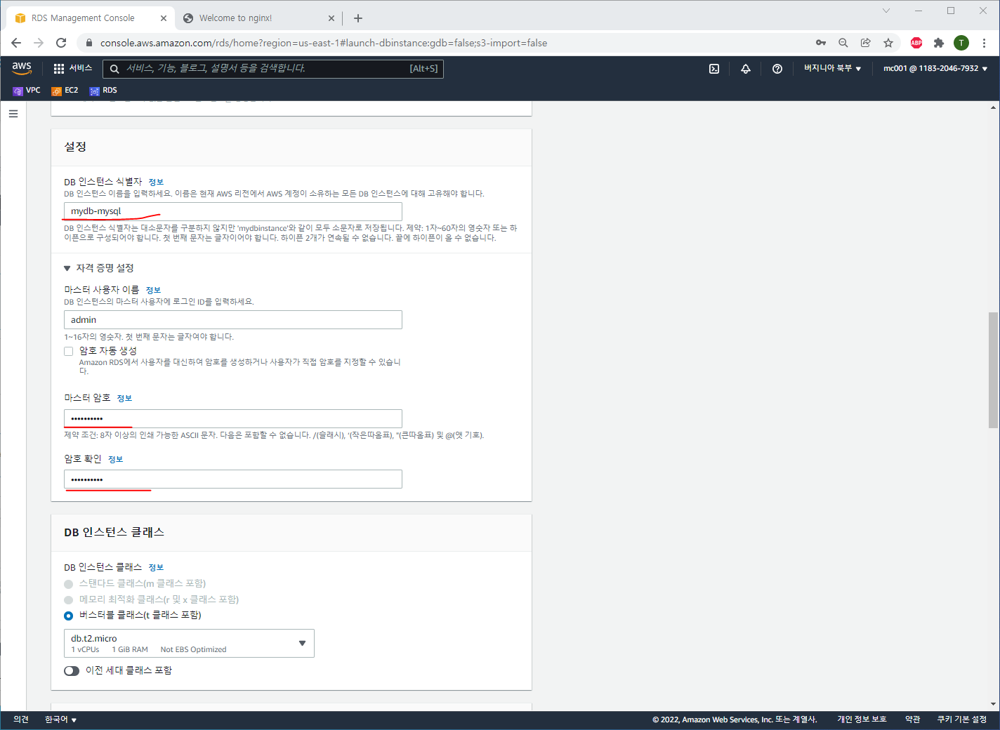 RDS Management Console
Welcome to nginx!
console.aws.amazon.com/rds/home?region=us-east-1#launch-dbinstance:gdb=false;s3-import=false
ABP
T
aws
서비스
서비스, 기능, 블로그, 설명서 등을 검색합니다.
[Alt+S]
버지니아 북부
mc001 @ 1183-2046-7932
VPC
EC2
RDS
설정
DB 인스턴스 식별자 정보
DB 인스턴스 이름을 입력하세요. 이름은 현재 AWS 리전에서 AWS 계정이 소유하는 모든 DB 인스턴스에 대해 고유해야 합니다.
mydb-mysql
DB 인스턴스 식별자는 대소문자를 구분하지 않지만 'mydbinstance'와 같이 모두 소문자로 저장됩니다. 제약: 1자~60자의 영숫자 또는 하
이픈으로 구성되어야 합니다. 첫 번째 문자는 글자이어야 합니다. 하이픈 2개가 연속될 수 없습니다. 끝에 하이픈이 올 수 없습니다.
자격 증명 설정
마스터 사용자 이름 정보
DB 인스턴스의 마스터 사용자에 로그인 ID를 입력하세요.
admin
1~16자의 영숫자. 첫 번째 문자는 글자여야 합니다.
암호 자동 생성
Amazon RDS에서 사용자를 대신하여 암호를 생성하거나 사용자가 직접 암호를 지정할 수 있습니
다.
마스터 암호 정보
••••••••••
제약 조건: 8자 이상의 인쇄 가능한 ASCII 문자. 다음은 포함할 수 없습니다. /(슬래시), '(작은따옴표), "(큰따옴표) 및 @(앳 기호).
암호 확인 정보
••••••••••
DB 인스턴스 클래스
DB 인스턴스 클래스 정보
스탠다드 클래스(m 클래스 포함)
메모리 최적화 클래스(r 및 x 클래스 포함)
버스터블 클래스(t 클래스 포함)
db.t2.micro
1 vCPUs 1 GiB RAM Not EBS Optimized
이전 세대 클래스 포함
의견
한국어
© 2022, Amazon Web Services, Inc. 또는 계열사.
개인 정보 보호
약관
쿠키 기본 설정